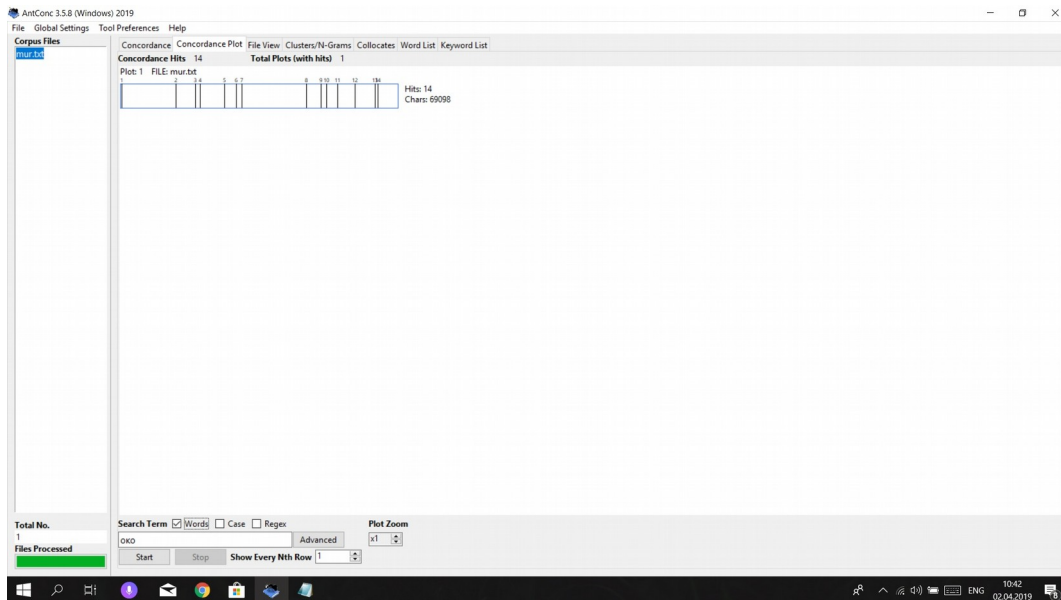 AntConc 3.5.8 (Windows) 2019
File Global Settings Tool Preferences Help
Corpus Files
mur.txt
Concordance Concordance Plot File View Clusters/N-Grams Collocates Word List Keyword List
Concordance Hits 14 Total Plots (with hits) 1
Plot: 1 FILE: mur.txt
1 2 3 4 5 6 7 8 9 10 11 12 13 14
Hits: 14
Chars: 69098
Total No.
1
Files Processed
Search Term Words Case Regex Plot Zoom
око Advanced x1
Start Stop Show Every Nth Row 1
ENG 10:42
02.04.2019